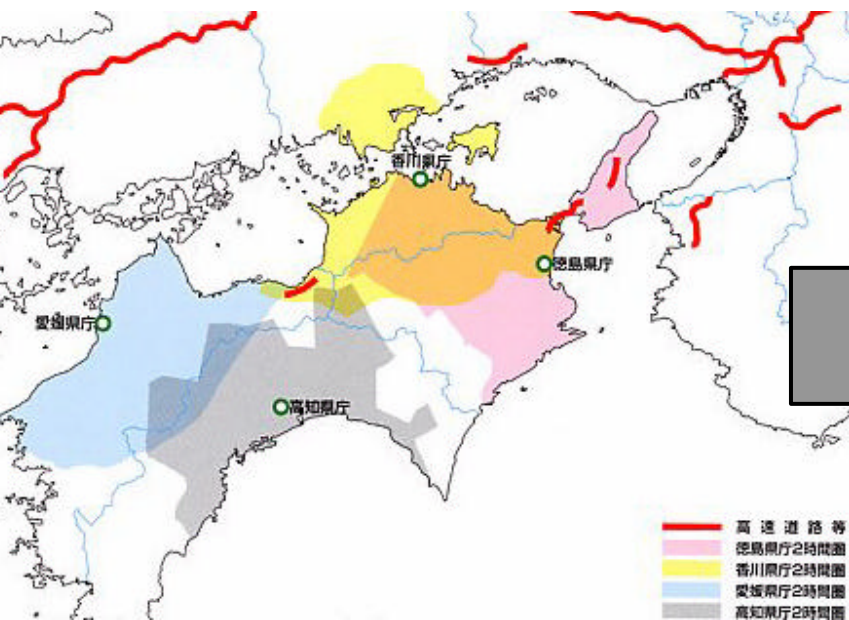 香川県庁
徳島県庁
愛媛県庁
高知県庁
高速道路等
徳島県庁2時間圏
香川県庁2時間圏
愛媛県庁2時間圏
高知県庁2時間圏